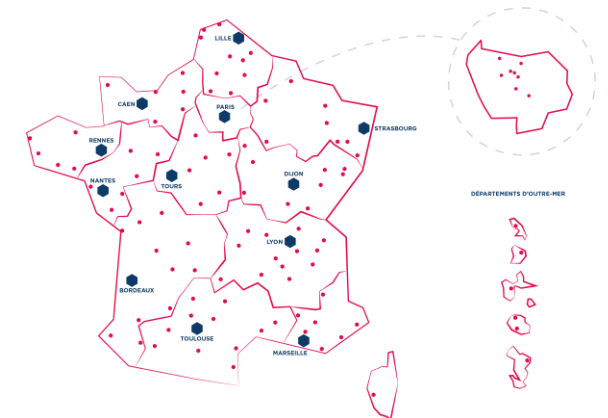 LILLE
CAEN
PARIS
STRASBOURG
RENNES
NANTES
TOURS
DIJON
DÉPARTEMENTS D'OUTRE-MER
LYON
BORDEAUX
TOULOUSE
MARSEILLE